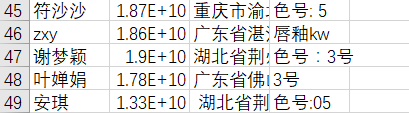 45 符沙沙 1.87E+10 重庆市渝北 色号: 5
46 zxy 1.86E+10 广东省湛 唇釉kw
47 谢梦颖 1.9E+10 湖北省荆 色号：3号
48 叶婵娟 1.78E+10 广东省佛 3号
49 安琪 1.33E+10 湖北省荆 色号:05